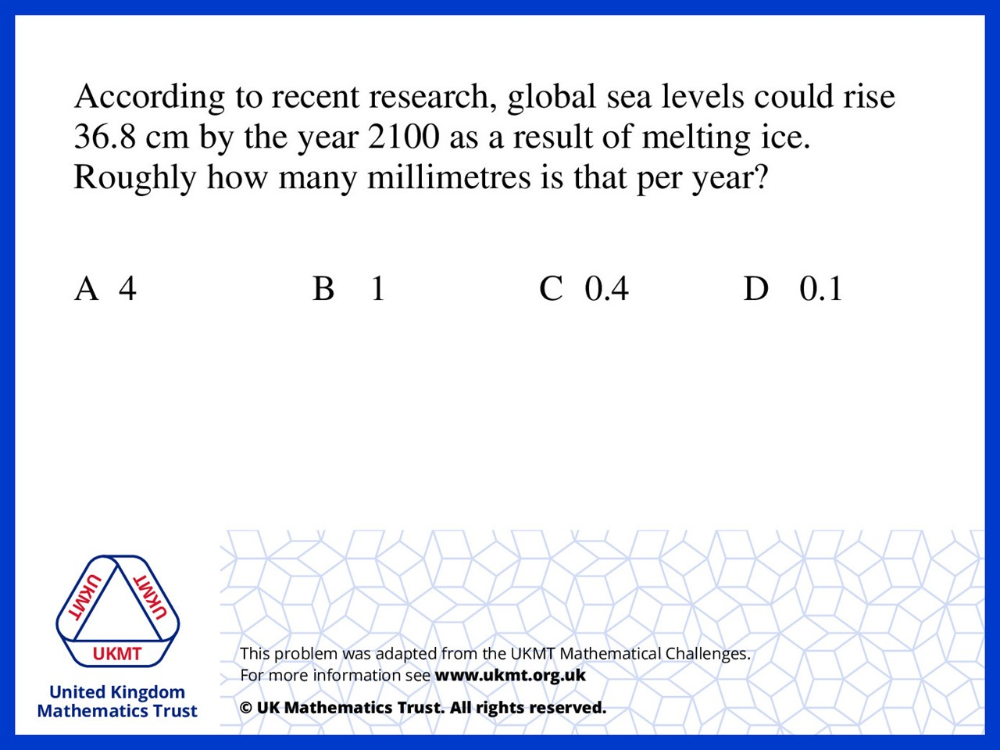 According to recent research, global sea levels could rise
36.8 cm by the year 2100 as a result of melting ice.
Roughly how many millimetres is that per year?
A 4 B 1 C 0.4 D 0.1
UKMT UKMT
UKMT
United Kingdom
Mathematics Trust
This problem was adapted from the UKMT Mathematical Challenges.
For more information see www.ukmt.org.uk
© UK Mathematics Trust. All rights reserved.